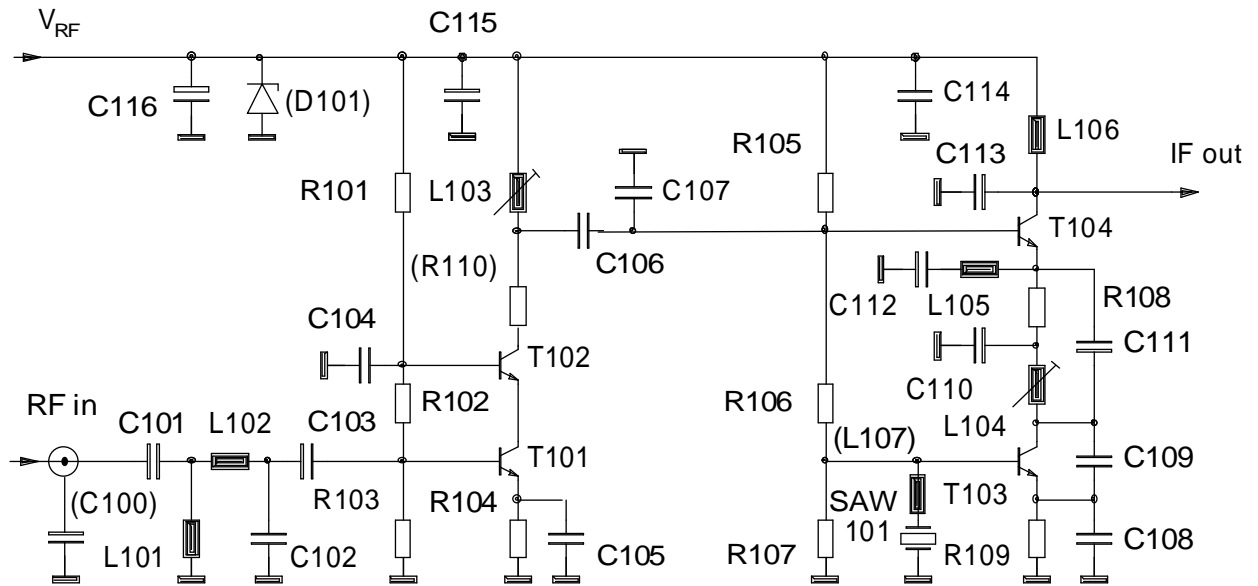 V_RF
C115
C116
(D101)
C114
L106
C113
IF out
R105
R101
L103
C107
T104
(R110)
C106
C112
L105
R108
C104
C111
T102
C110
RF in
R102
R106
L104
C101
L102
C103
(L107)
T101
C109
(C100)
R103
R104
SAW
101
T103
L101
C102
C105
R107
R109
C108